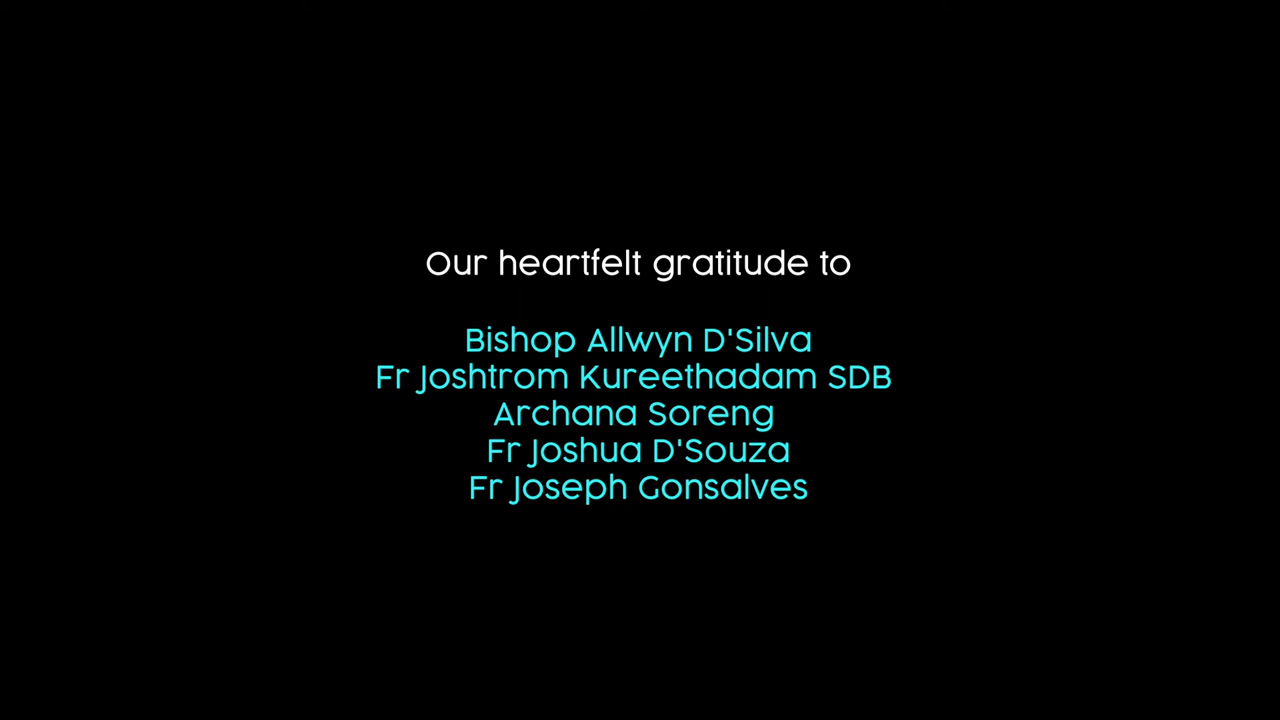 Our heartfelt gratitude to
Bishop Allwyn D'Silva
Fr Joshtrom Kureethadam SDB
Archana Soreng
Fr Joshua D'Souza
Fr Joseph Gonsalves